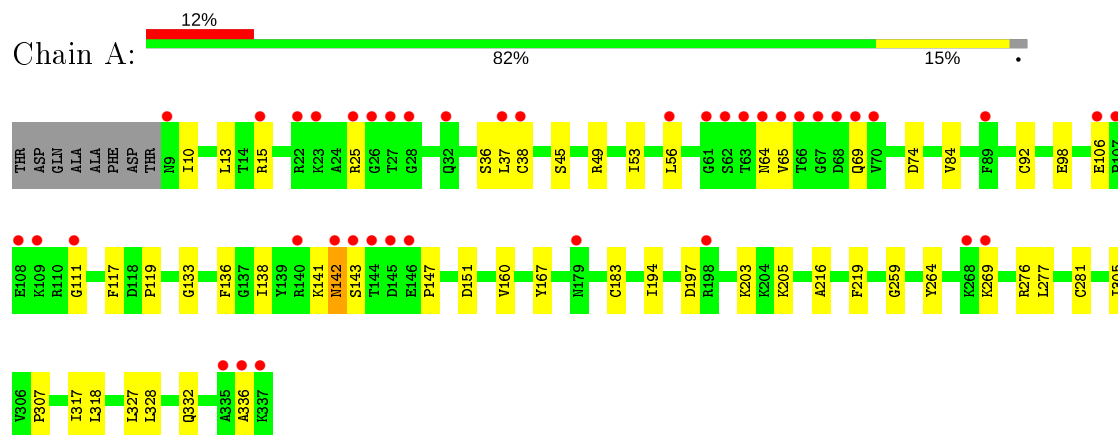 12%
Chain A:
82% 15% •
THR ASP GLN ALA ALA PHE ASP THR N9 I10 L13 T14 R15 R22 K23 A24 R25 G26 T27 G28 Q32 S36 L37 C38 S45 R49 I53 L56 G61 S62 T63 N64 V65 T66 G67 D68 Q69 V70 D74 V84 F89 C92 E98 E106
E108 K109 R110 G111 F117 D118 P119 G133 F136 G137 I138 Y139 R140 K141 N142 S143 T144 D145 E146 P147 D151 V160 Y167 N179 C183 I194 D197 R198 K203 K204 K205 A216 F219 G259 Y264 K268 K269 R276 L277 C281
V306 P307 I317 L318 L327 L328 Q332 A335 A336 K337